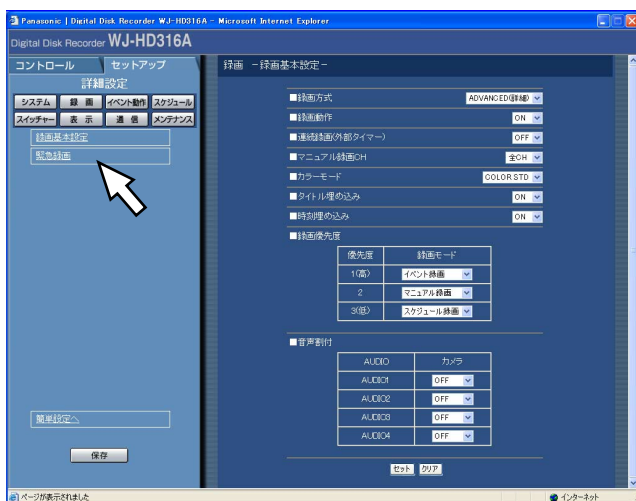 Panasonic | Digital Disk Recorder WJ-HD316A - Microsoft Internet Explorer
Digital Disk Recorder WJ-HD316A
コントロール セットアップ
詳細設定
システム 録 画 イベント動作 スケジュール
スイッチャー 表 示 通 信 メンテナンス
録画基本設定
緊急録画
簡単設定へ
保存
録画 －録画基本設定－
■録画方式 ADVANCED(詳細)
■録画動作 ON
■連続録画(外部タイマー) OFF
■マニュアル録画CH 全CH
■カラーモード COLOR STD
■タイトル埋め込み ON
■時刻埋め込み ON
■録画優先度
優先度 録画モード
1(高) イベント録画
2 マニュアル録画
3(低) スケジュール録画
■音声割付
AUDIO カメラ
AUDIO1 OFF
AUDIO2 OFF
AUDIO3 OFF
AUDIO4 OFF
セット クリア
ページが表示されました インターネット